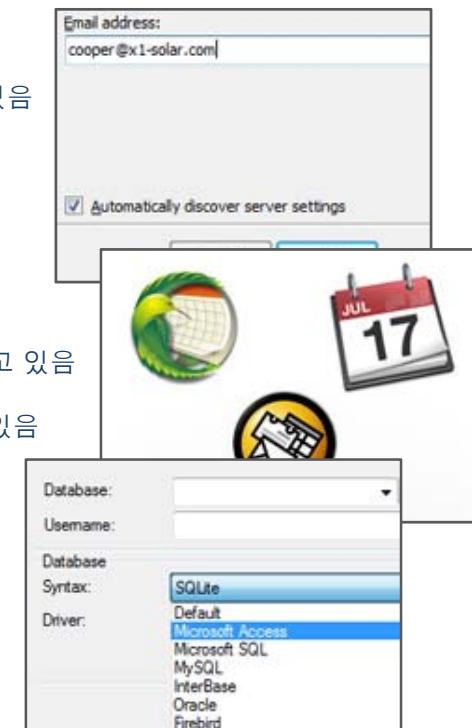 Email address:
cooper@x1-solar.com
있음
Automatically discover server settings
JUL
17
고 있음
있음
Database:
Username:
Database
Syntax:
SQLite
Driver:
Default
Microsoft Access
Microsoft SQL
MySQL
InterBase
Oracle
Firebird